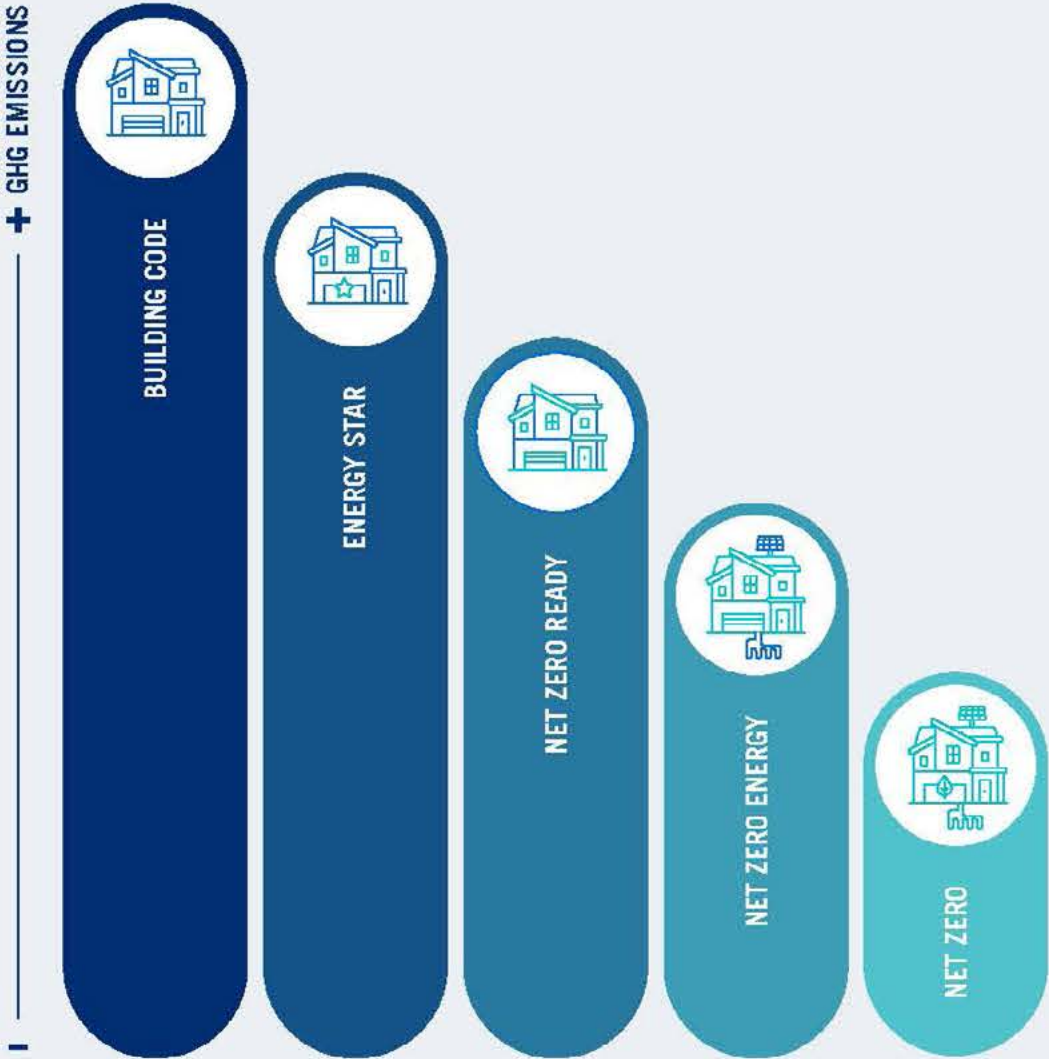 + GHG EMISSIONS
-
BUILDING CODE
ENERGY STAR
NET ZERO READY
NET ZERO ENERGY
NET ZERO